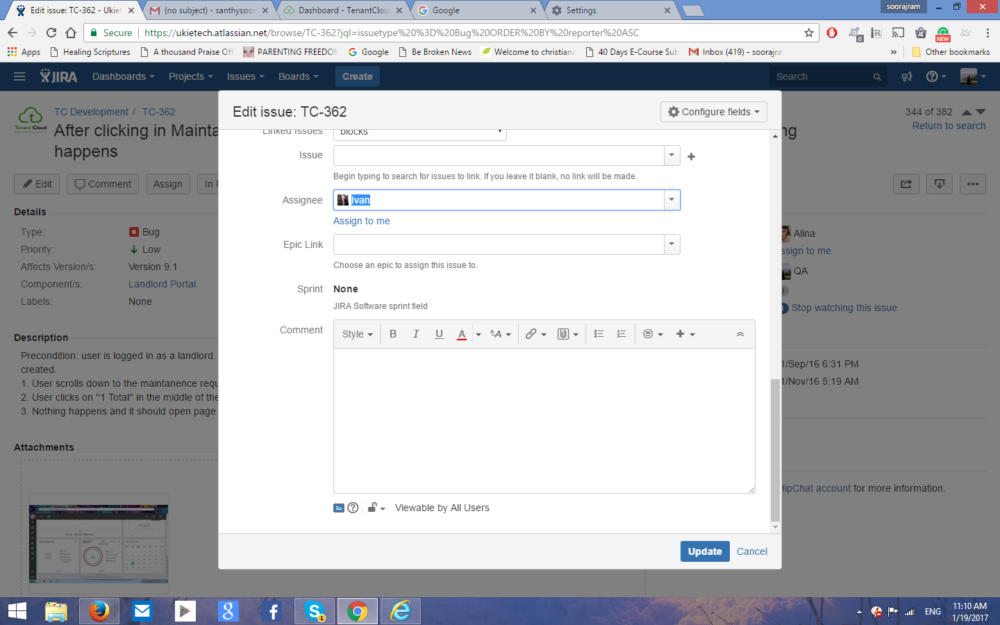 Edit issue: TC-362 - Ukiet
(no subject) - santhysoor
Dashboard - TenantClou
Google
Settings
soorajram
Secure
https://ukietech.atlassian.net/browse/TC-362?jql=issuetype%20%3D%20Bug%20ORDER%20BY%20reporter%20ASC
0
NEW
Apps
Healing Scriptures
A thousand Praise Off
PARENTING FREEDOM
Google
Be Broken News
Welcome to christian
40 Days E-Course Sub
Inbox (419) - soorajra
»
Other bookmarks
JIRA
Dashboards
Projects
Issues
Boards
Create
Search
Tenant Cloud
TC Development / TC-362
344 of 382
Return to search
After clicking in Mainta
ng
happens
Edit
Comment
Assign
In P
Details
Type:
Bug
Priority:
Low
Affects Version/s:
Version 9.1
Component/s:
Landlord Portal
Labels:
None
Description
Precondition: user is logged in as a landlord.
created.
1. User scrolls down to the maintanence requ
2. User clicks on "1 Total" in the middle of the
3. Nothing happens and it should open page
Attachments
Edit issue: TC-362
Configure fields
Linked Issues
blocks
Issue
Begin typing to search for issues to link. If you leave it blank, no link will be made.
Assignee
Ivan
Assign to me
Epic Link
Choose an epic to assign this issue to.
Sprint
None
JIRA Software sprint field
Comment
Style
B
I
U
A
Viewable by All Users
Update
Cancel
Alina
ssign to me
QA
Stop watching this issue
1/Sep/16 6:31 PM
1/Nov/16 5:19 AM
HipChat account for more information.
1
ENG
11:10 AM
1/19/2017